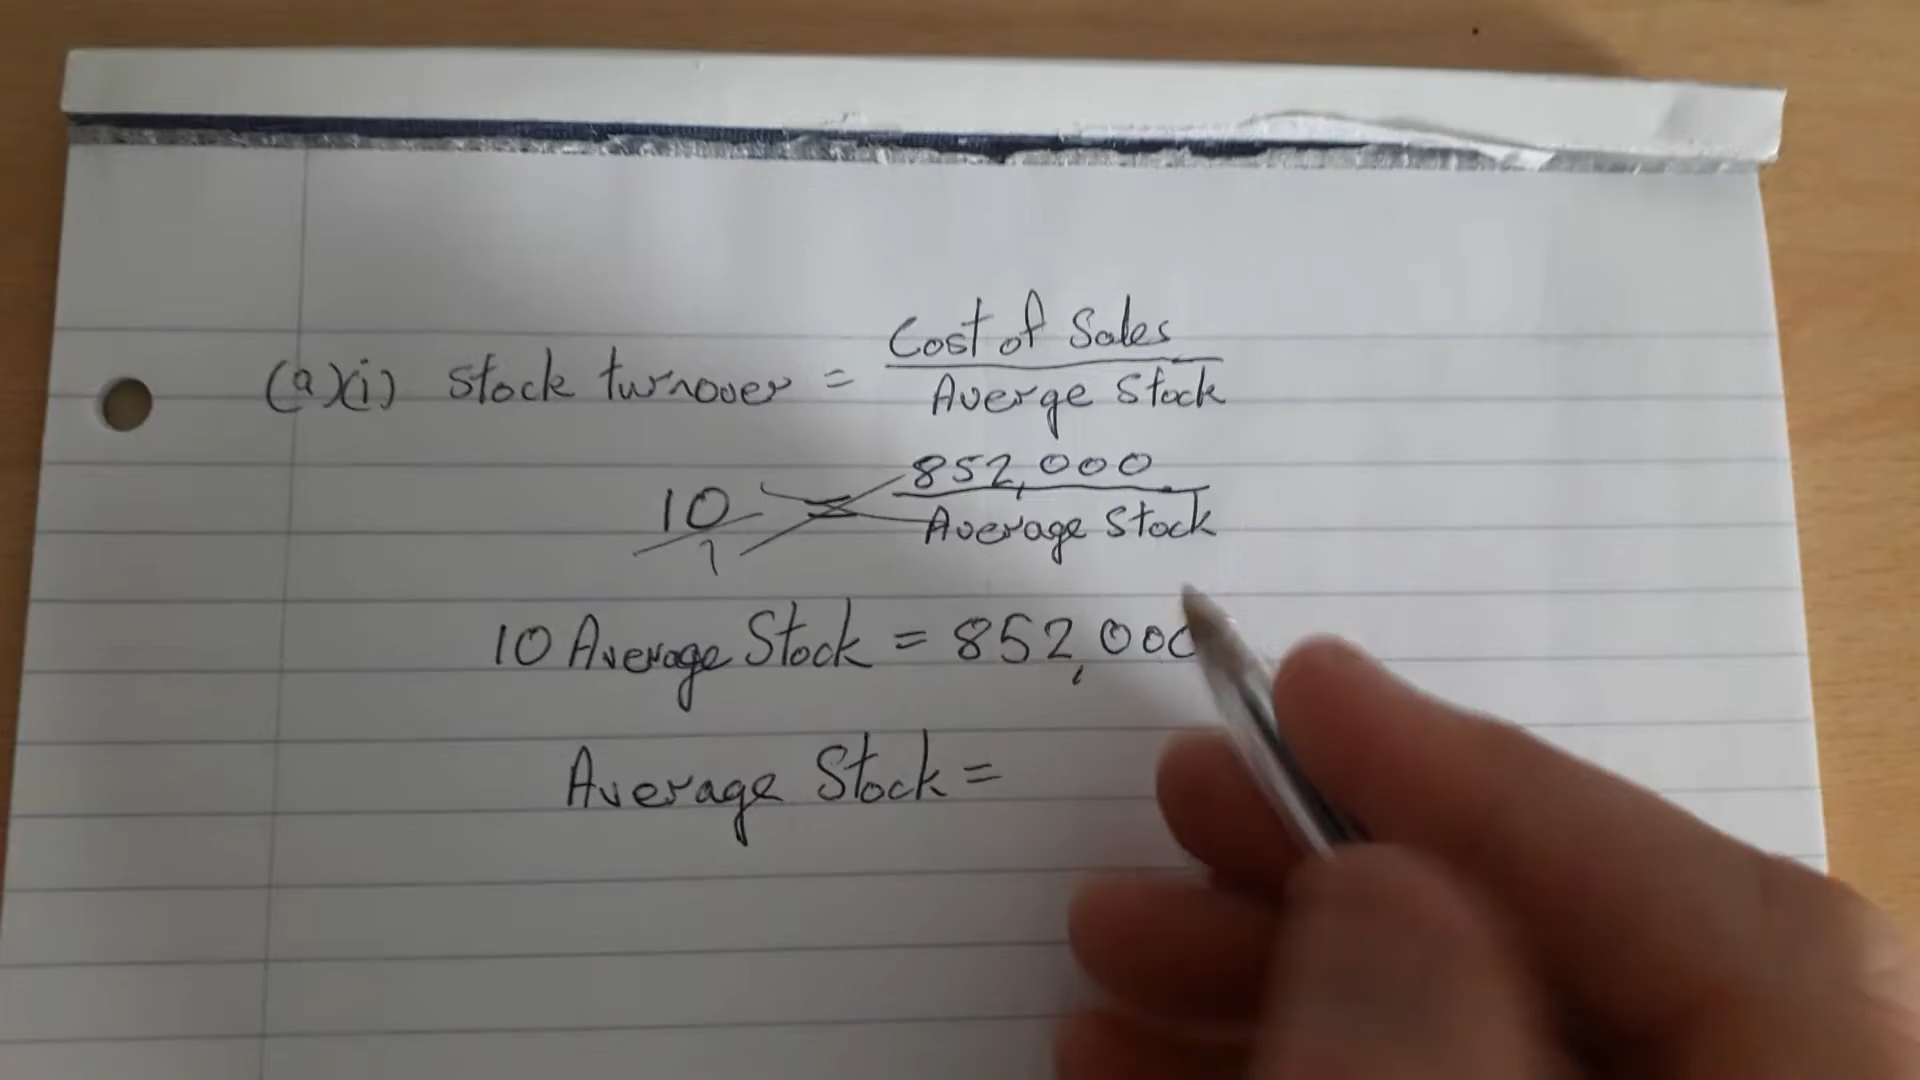 Cost of Sales
(a)(i) Stock turnover =
Averge Stock
852,000
10 =
1 Average Stock
10 Average Stock = 852,000
Average Stock =